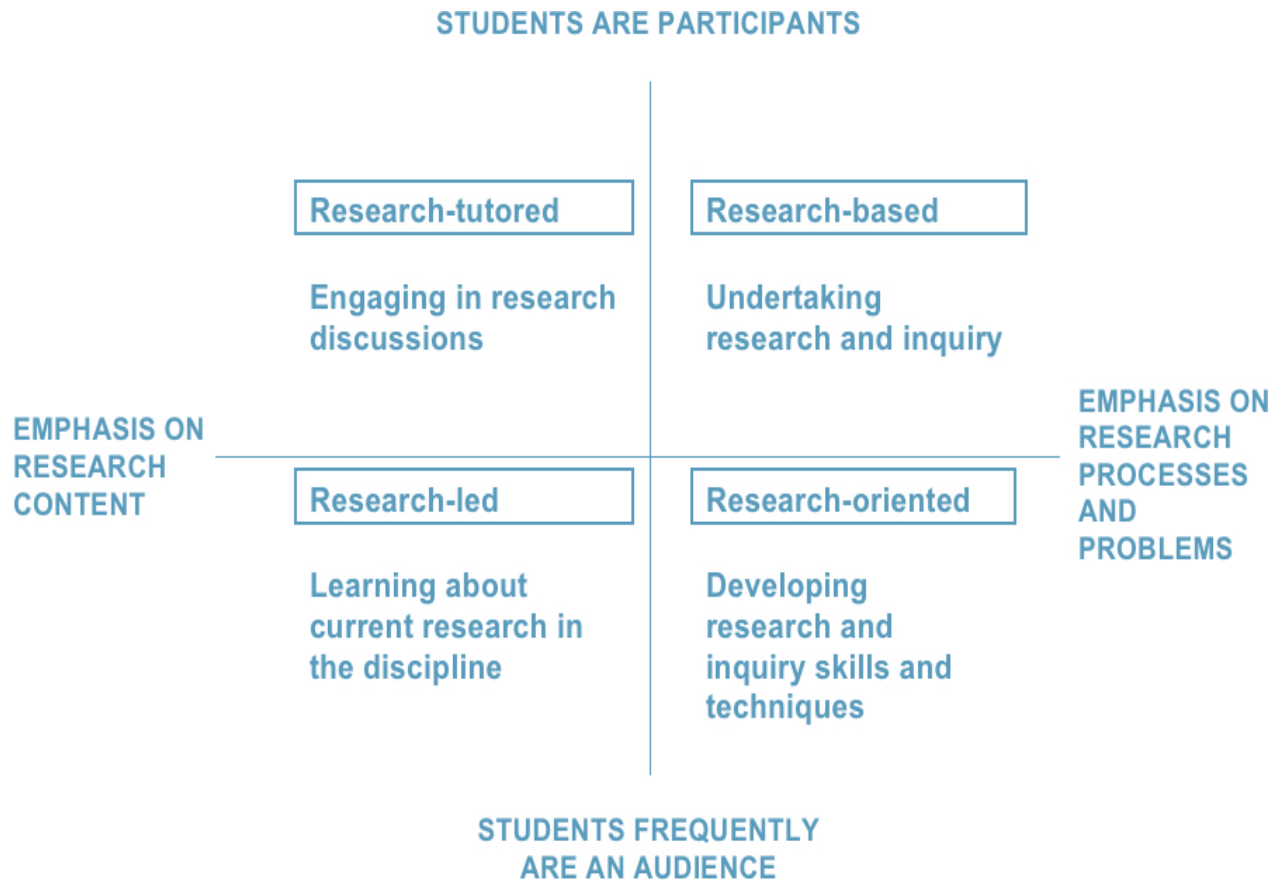 STUDENTS ARE PARTICIPANTS
Research-tutored
Engaging in research
discussions
Research-based
Undertaking
research and inquiry
EMPHASIS ON
RESEARCH
CONTENT
EMPHASIS ON
RESEARCH
PROCESSES
AND
PROBLEMS
Research-led
Learning about
current research in
the discipline
Research-oriented
Developing
research and
inquiry skills and
techniques
STUDENTS FREQUENTLY
ARE AN AUDIENCE